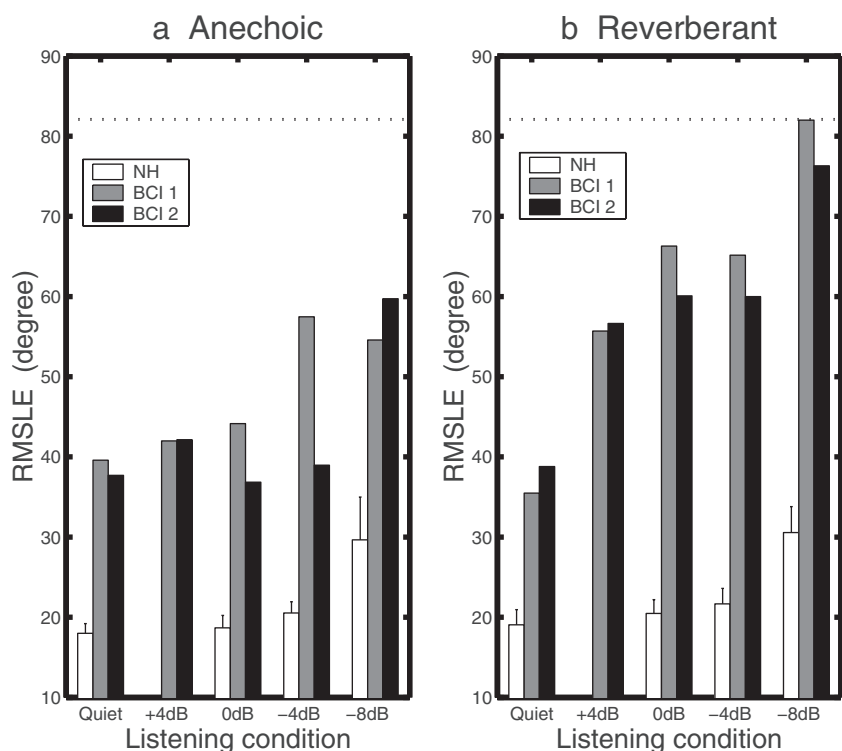 a Anechoic
90
80
70
60
50
40
30
20
10
RMSLE (degree)
NH
BCI 1
BCI 2
Quiet +4dB 0dB −4dB −8dB
Listening condition
b Reverberant
90
80
70
60
50
40
30
20
10
RMSLE (degree)
NH
BCI 1
BCI 2
Quiet +4dB 0dB −4dB −8dB
Listening condition